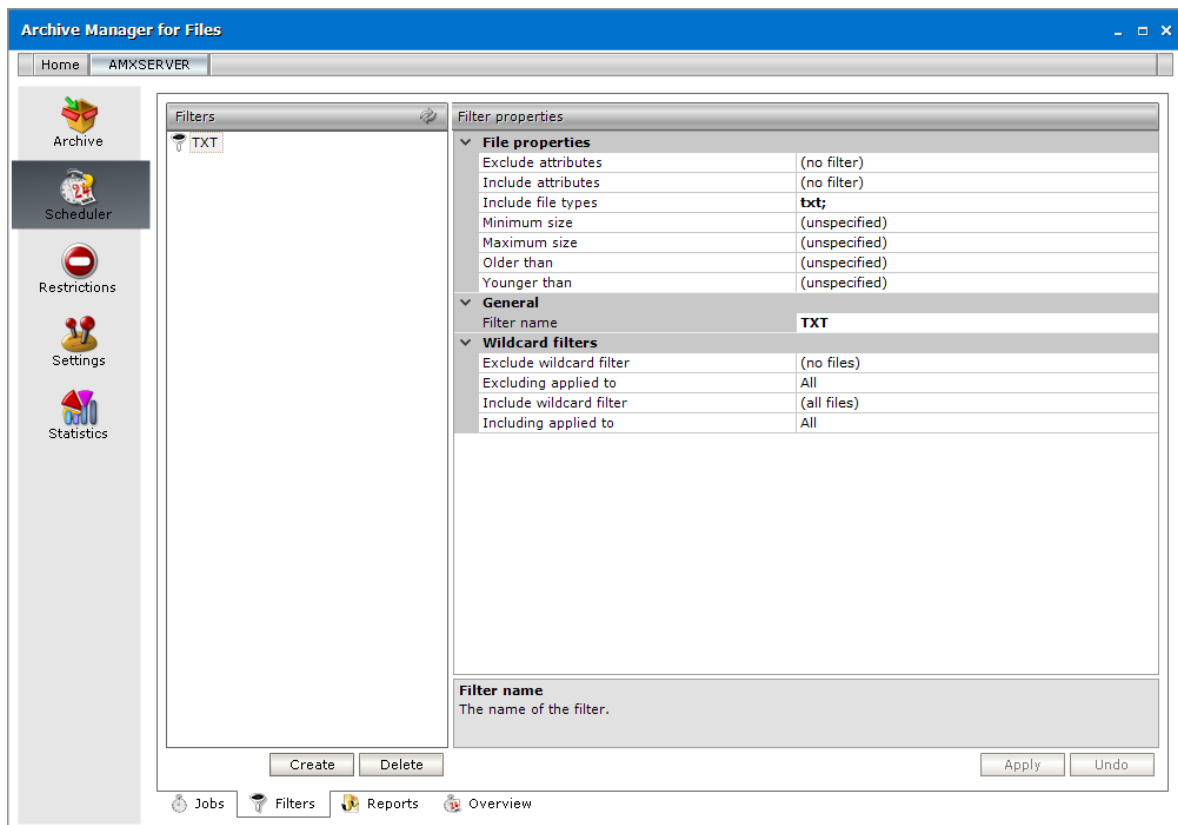 Archive Manager for Files
Home AMXSERVER
Archive
Scheduler
Restrictions
Settings
Statistics
Filters
TXT
Filter properties
File properties
Exclude attributes (no filter)
Include attributes (no filter)
Include file types txt;
Minimum size (unspecified)
Maximum size (unspecified)
Older than (unspecified)
Younger than (unspecified)
General
Filter name TXT
Wildcard filters
Exclude wildcard filter (no files)
Excluding applied to All
Include wildcard filter (all files)
Including applied to All
Filter name
The name of the filter.
Create Delete Apply Undo
Jobs Filters Reports Overview